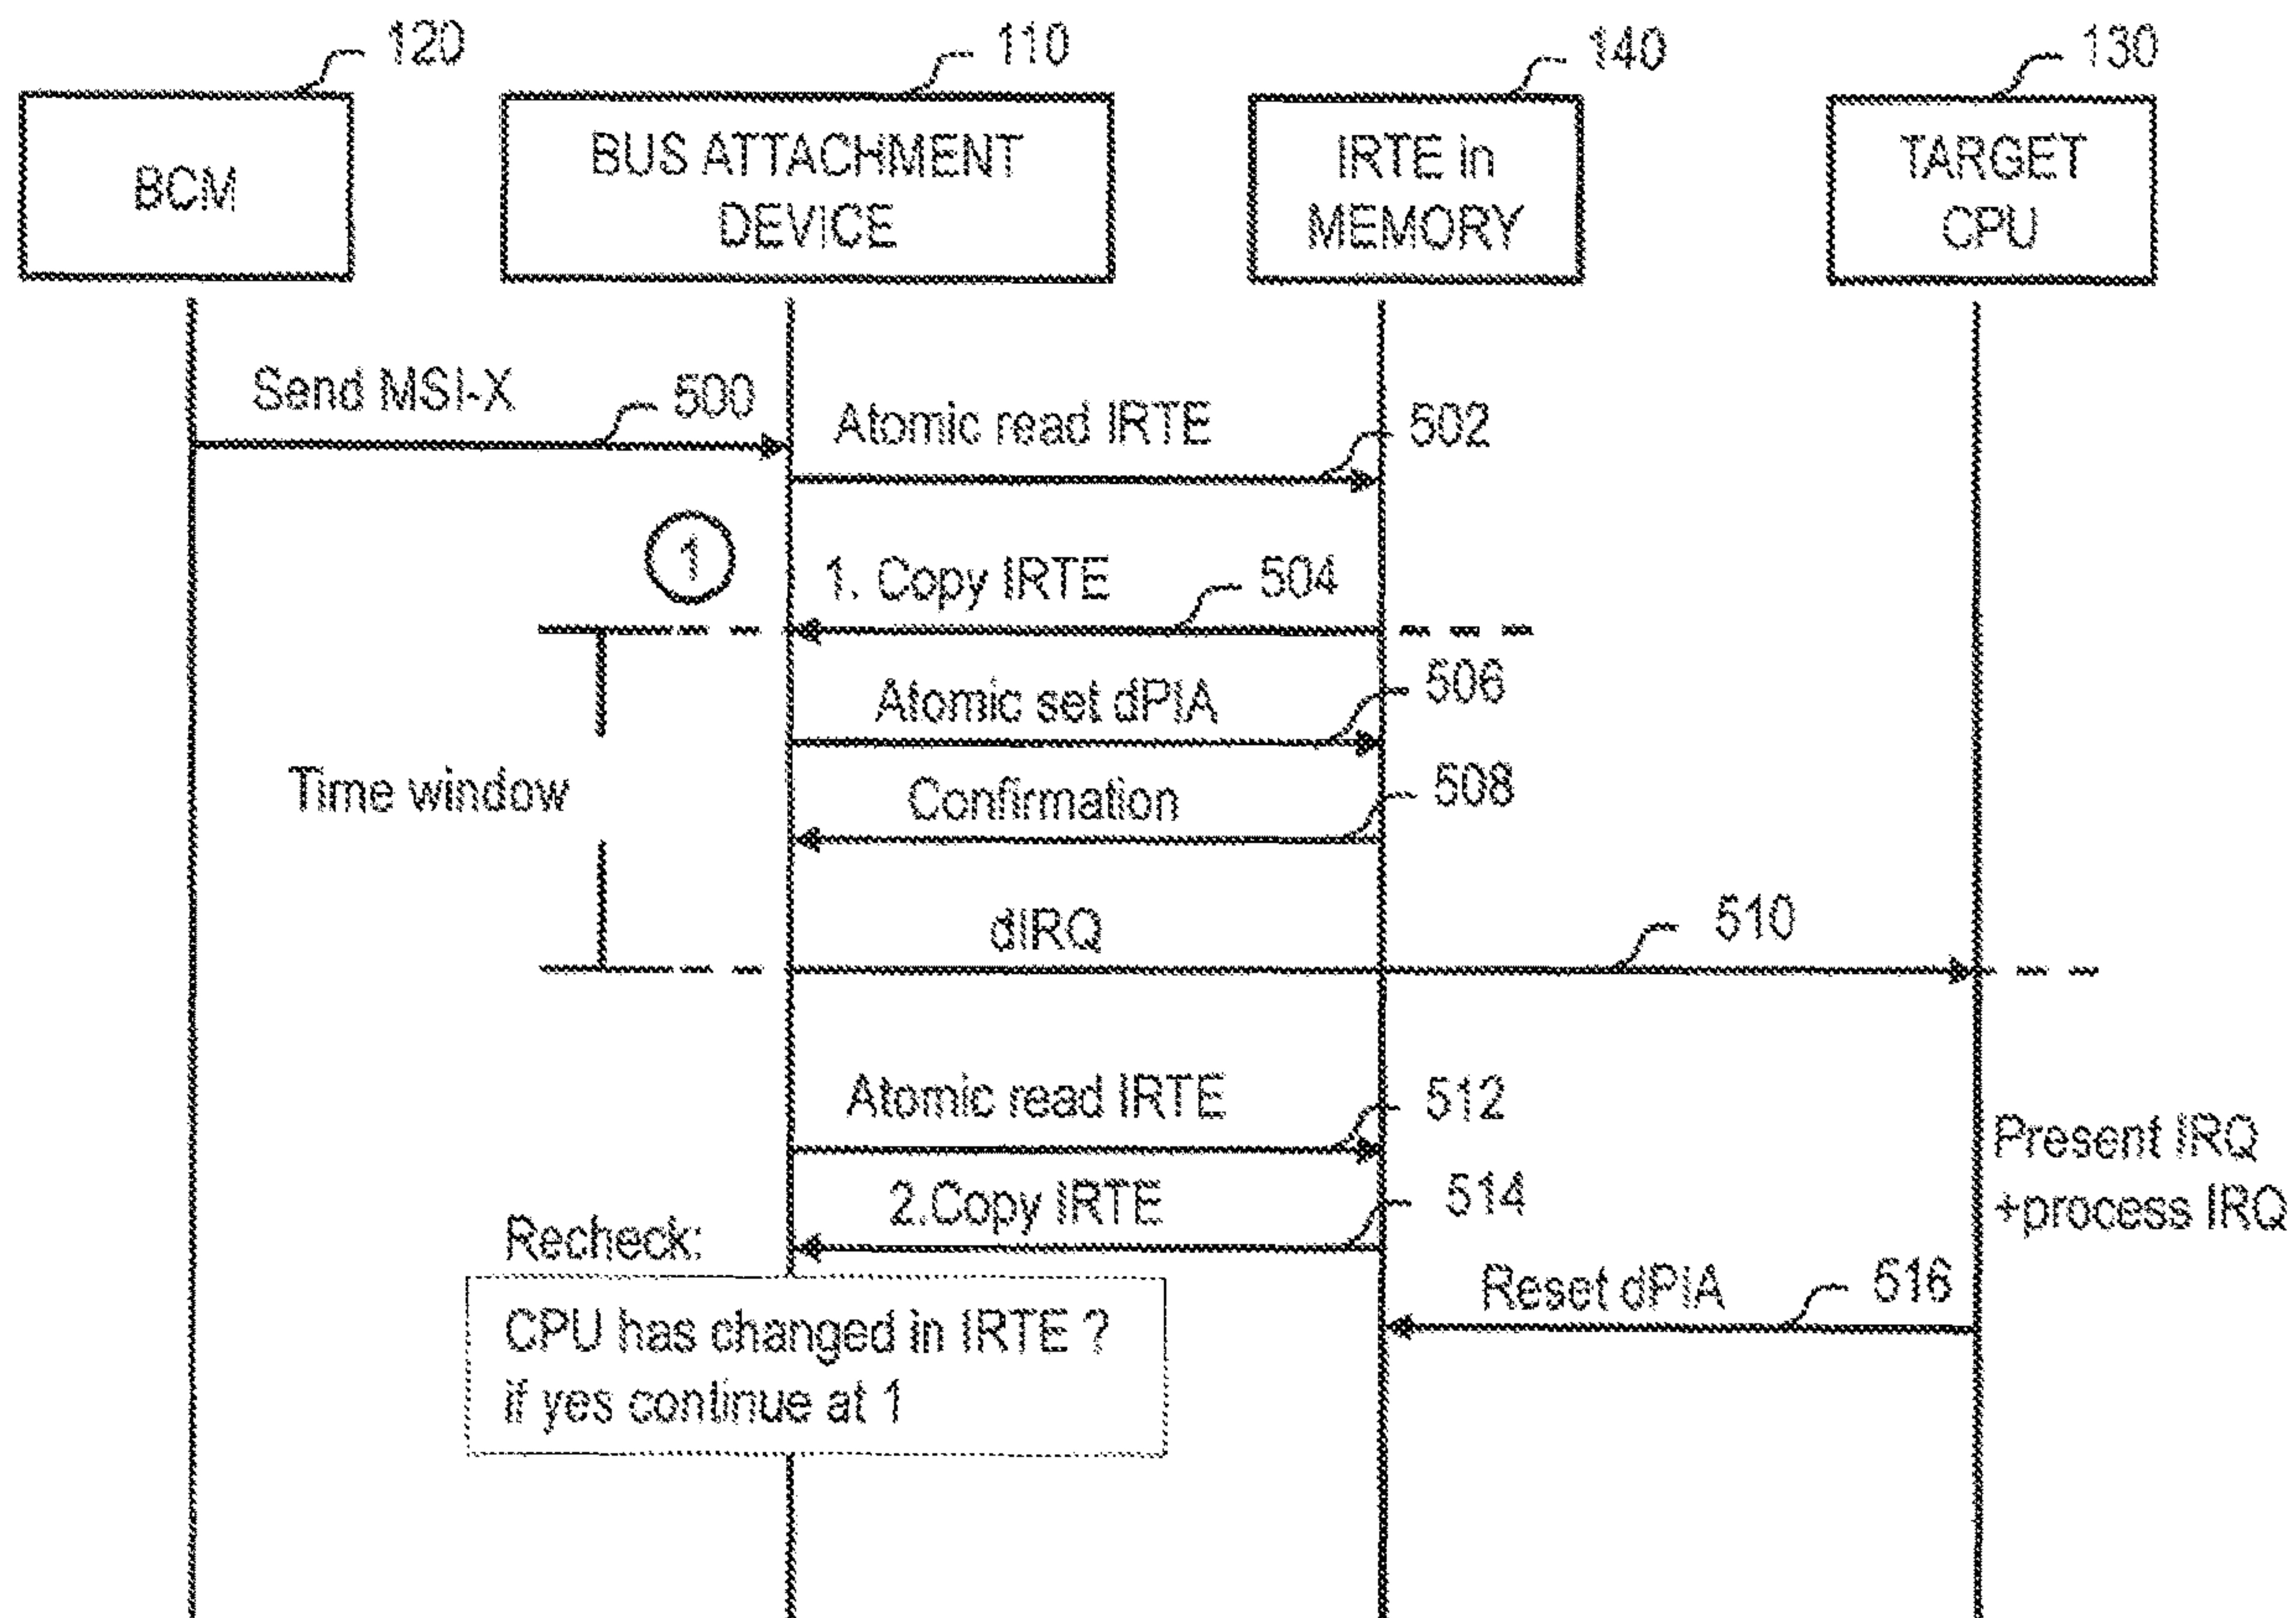 120
110
140
130
BCM
BUS ATTACHMENT
DEVICE
IRTE in
MEMORY
TARGET
CPU
Send MSI-X
500
Atomic read IRTE
502
1
1. Copy IRTE
504
Atomic set dPIA
506
Time window
Confirmation
508
dIRQ
510
Atomic read IRTE
512
Present IRQ
+process IRQ
2.Copy IRTE
514
Recheck:
Reset dPIA
516
CPU has changed in IRTE ?
if yes continue at 1